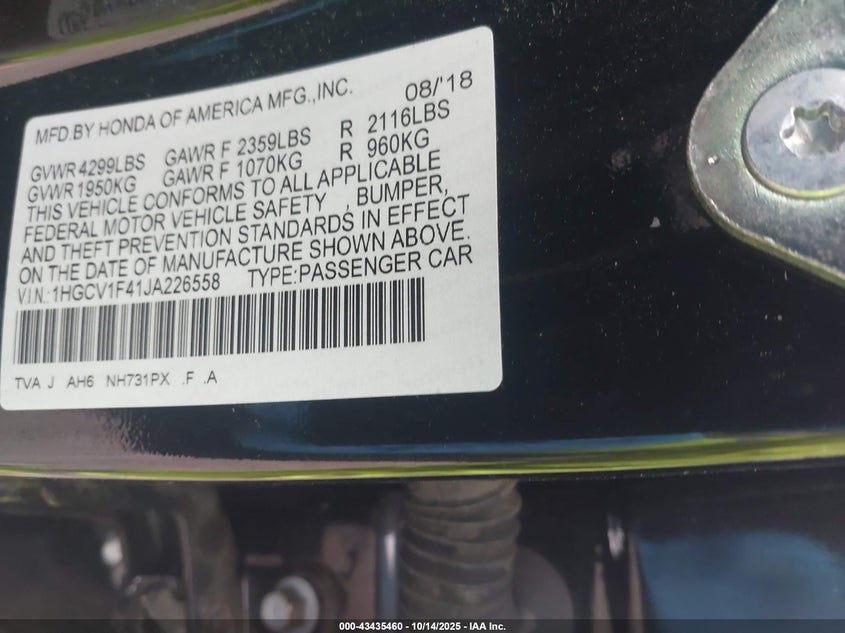 MFD.BY HONDA OF AMERICA MFG.,INC. 08/'18
GVWR 4299LBS GAWR F 2359LBS R 2116LBS
GVWR 1950KG GAWR F 1070KG R 960KG
THIS VEHICLE CONFORMS TO ALL APPLICABLE
FEDERAL MOTOR VEHICLE SAFETY , BUMPER,
AND THEFT PREVENTION STANDARDS IN EFFECT
ON THE DATE OF MANUFACTURE SHOWN ABOVE.
V.I.N.:1HGCV1F41JA226558 TYPE:PASSENGER CAR
TVA J AH6 NH731PX .F .A
000-43435460 - 10/14/2025 - IAA Inc.